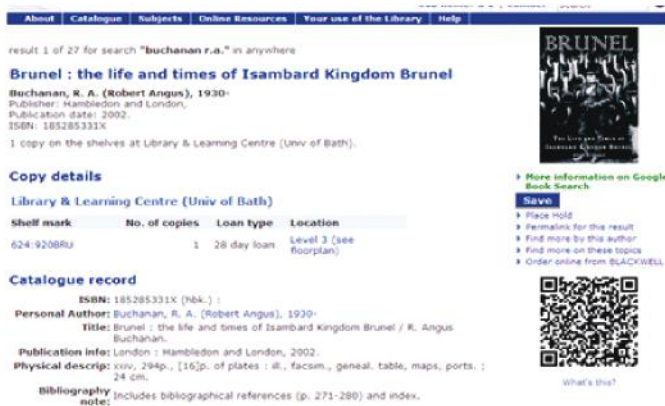 About Catalogue Subjects Online Resources Your use of the Library Help
result 1 of 27 for search "buchanan r.a." in anywhere
Brunel : the life and times of Isambard Kingdom Brunel
Buchanan, R. A. (Robert Angus), 1930-
Publisher: Hambledon and London,
Publication date: 2002.
ISBN: 185285331X
1 copy on the shelves at Library & Learning Centre (Univ of Bath).
Copy details
Library & Learning Centre (Univ of Bath)
Shelf mark No. of copies Loan type Location
624:920BRU 1 28 day loan Level 3 (see
floorplan)
Catalogue record
ISBN: 185285331X (hbk.) :
Personal Author: Buchanan, R. A. (Robert Angus), 1930-
Title: Brunel : the life and times of Isambard Kingdom Brunel / R. Angus
Buchanan.
Publication info: London : Hambledon and London, 2002.
Physical descrip: xxiv, 294p., [16]p. of plates : ill., facsim., geneal. table, maps, ports. ;
24 cm.
Bibliography
note: Includes bibliographical references (p. 271-280) and index.
BRUNEL
The Life and Times of
Isambard Kingdom Brunel
More information on Google
Book Search
Save
Place Hold
Permalink for this result
Find more by this author
Find more on these topics
Order online from BLACKWELL
What's this?